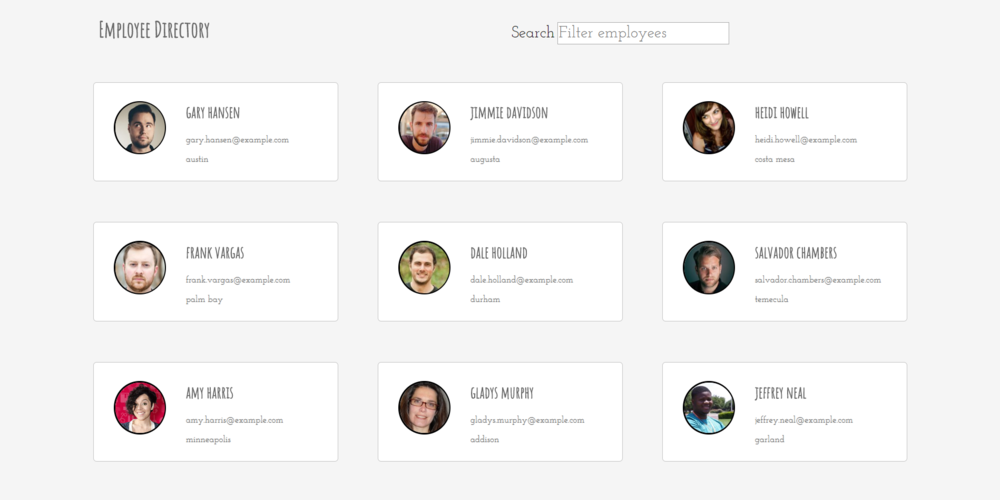 Employee Directory
Search Filter employees
GARY HANSEN
gary.hansen@example.com
austin
JIMMIE DAVIDSON
jimmie.davidson@example.com
augusta
HEIDI HOWELL
heidi.howell@example.com
costa mesa
FRANK VARGAS
frank.vargas@example.com
palm bay
DALE HOLLAND
dale.holland@example.com
durham
SALVADOR CHAMBERS
salvador.chambers@example.com
temecula
AMY HARRIS
amy.harris@example.com
minneapolis
GLADYS MURPHY
gladys.murphy@example.com
addison
JEFFREY NEAL
jeffrey.neal@example.com
garland